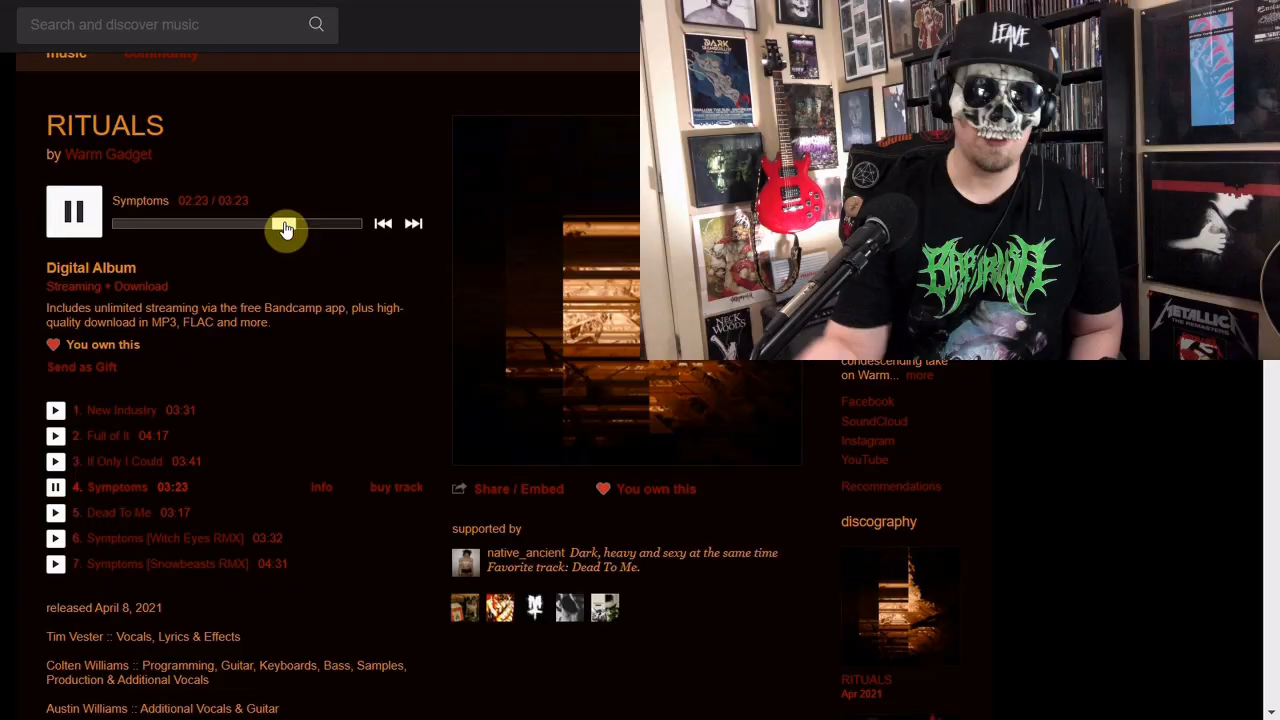 Search and discover music
music
community
RITUALS
by Warm Gadget
Symptoms 02:23 / 03:23
Digital Album
Streaming + Download
Includes unlimited streaming via the free Bandcamp app, plus high-
quality download in MP3, FLAC and more.
You own this
Send as Gift
1. New Industry 03:31
2. Full of It 04:17
3. If Only I Could 03:41
4. Symptoms 03:23 info buy track
5. Dead To Me 03:17
6. Symptoms [Witch Eyes RMX] 03:32
7. Symptoms [Snowbeasts RMX] 04:31
released April 8, 2021
Tim Vester :: Vocals, Lyrics & Effects
Colten Williams :: Programming, Guitar, Keyboards, Bass, Samples,
Production & Additional Vocals
Austin Williams :: Additional Vocals & Guitar
Share / Embed
You own this
supported by
native_ancient Dark, heavy and sexy at the same time
Favorite track: Dead To Me.
condescending take
on Warm... more
Facebook
SoundCloud
Instagram
YouTube
Recommendations
discography
RITUALS
Apr 2021
LEAVE
DARK
TRANQUILLITY
NECK
WOODS
METALLICA
THE REMASTERS